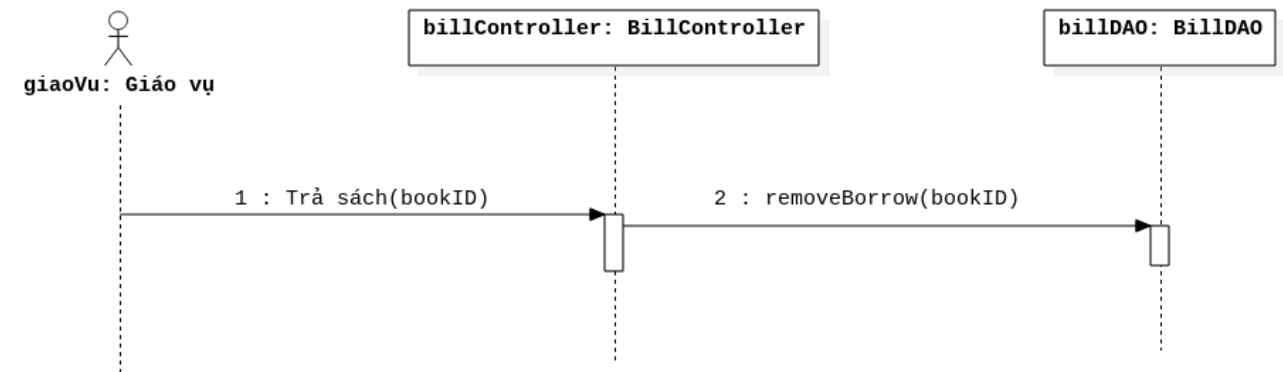 billController: BillController
billDAO: BillDAO
giaoVu: Giáo vụ
1 : Trả sách(bookID)
2 : removeBorrow(bookID)